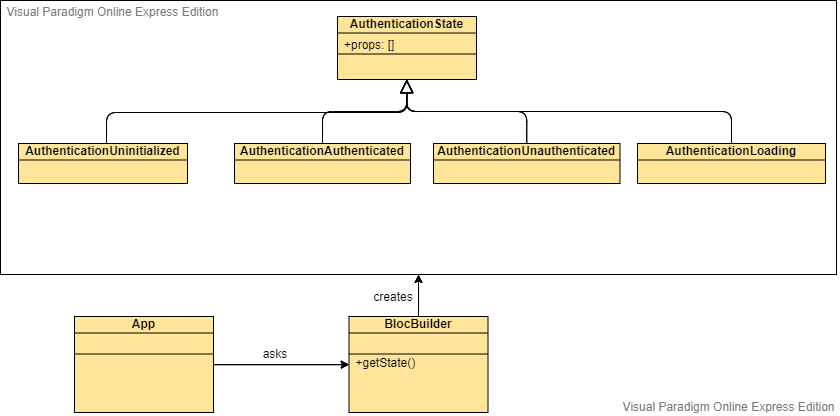 Visual Paradigm Online Express Edition
AuthenticationState
+props: []
AuthenticationUninitialized
AuthenticationAuthenticated
AuthenticationUnauthenticated
AuthenticationLoading
creates
App
BlocBuilder
asks
+getState()
Visual Paradigm Online Express Edition